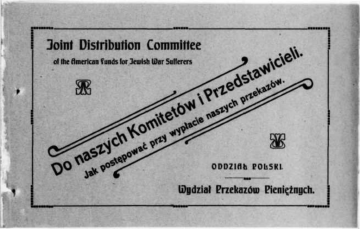 Joint Distribution Committee
of the American Funds for Jewish War Sufferers
Do naszych Komitetów i Przedstawicieli.
Jak postępować przy wypłacie naszych przekazów.
ODDZIAŁ POLSKI.
Wydział Przekazów Pieniężnych.